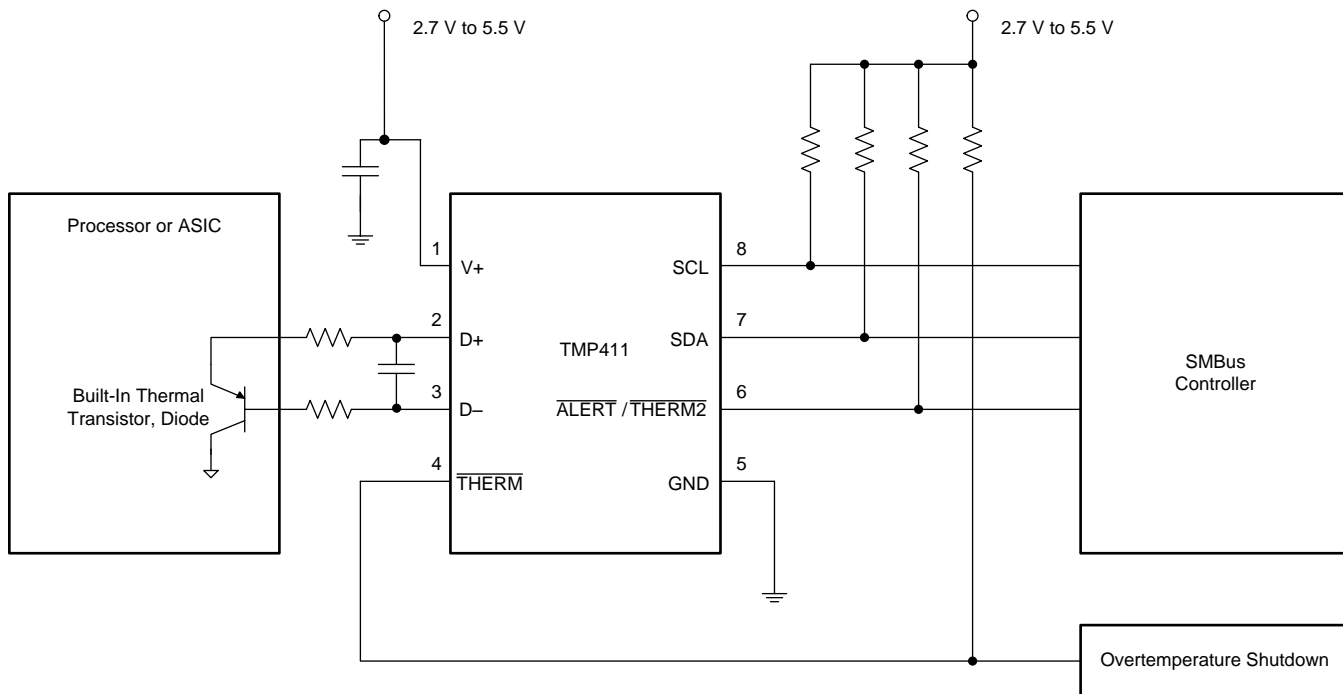 2.7 V to 5.5 V
2.7 V to 5.5 V
Processor or ASIC
Built-In Thermal
Transistor, Diode
1
V+
2
D+
3
D–
4
THERM
TMP411
8
SCL
7
SDA
6
ALERT / THERM2
5
GND
SMBus
Controller
Overtemperature Shutdown